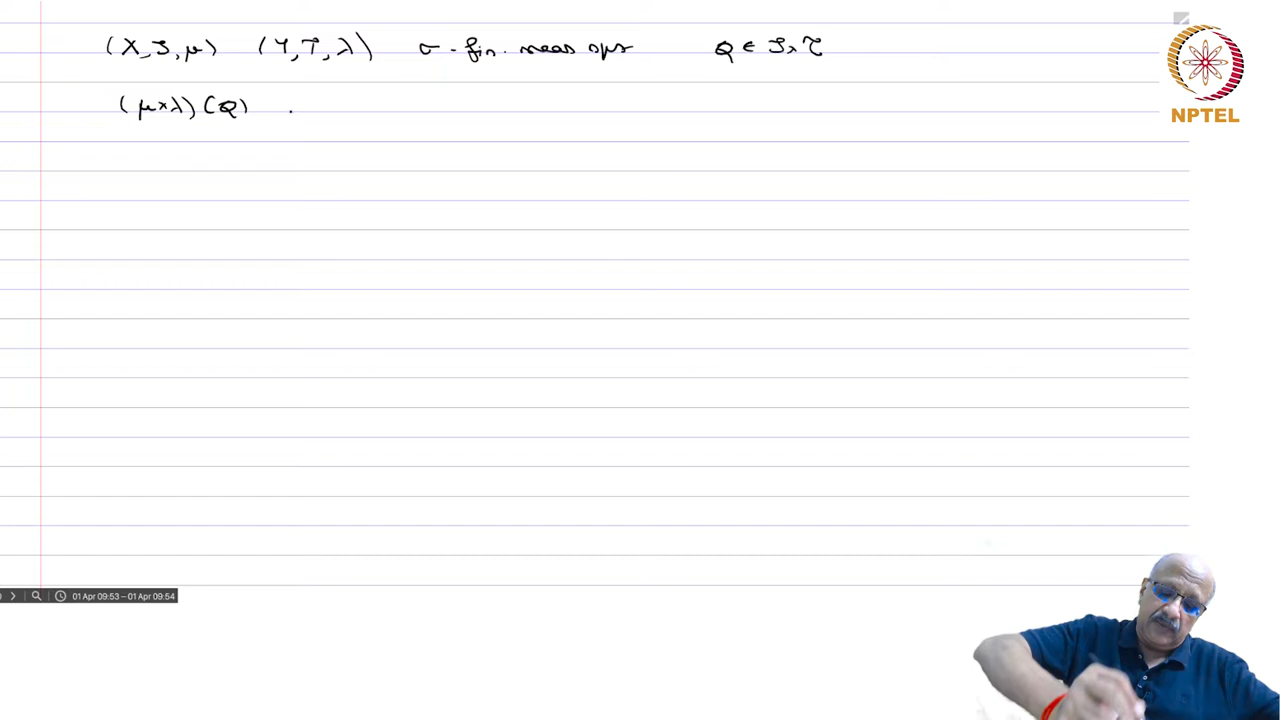 (X, S, μ) (Y, τ, λ) σ-fin. meas sps Q ∈ S×τ
(μ×λ)(Q)
NPTEL
01 Apr 09:53 – 01 Apr 09:54